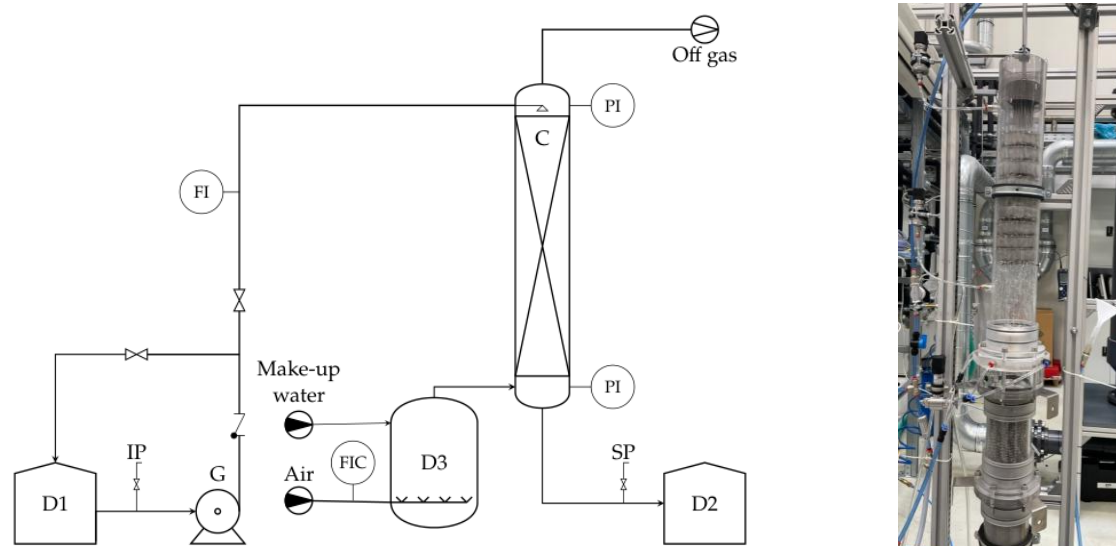 Off gas
PI
C
FI
Make-up
water
PI
IP
G
FIC
D3
SP
Air
D1
D2